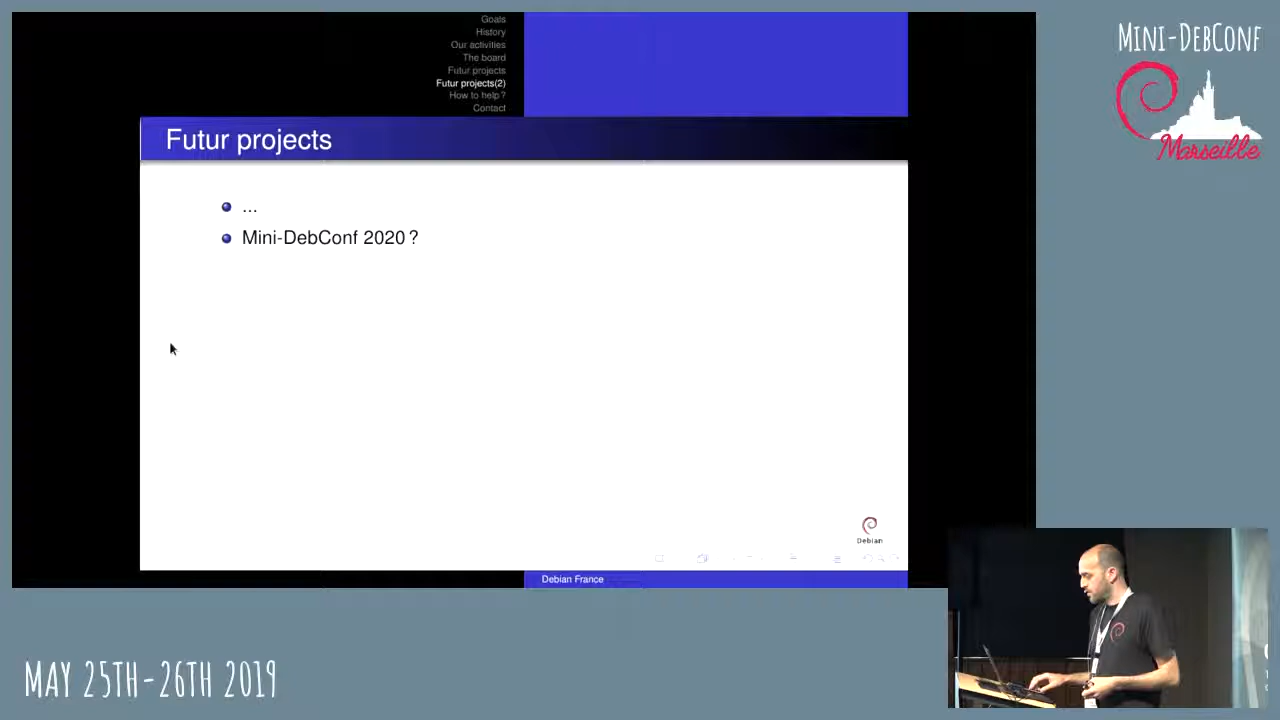 Goals
History
Our activities
The board
Futur projects
Futur projects(2)
How to help ?
Contact
Futur projects
...
Mini-DebConf 2020 ?
Debian
Debian France
MINI-DEBCONF
Marseille
MAY 25TH-26TH 2019